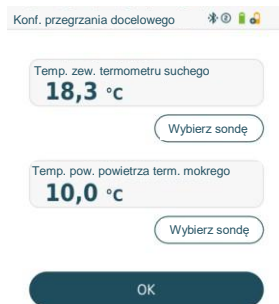 Konf. przegrzania docelowego
Temp. zew. termometru suchego
18,3 °C
Wybierz sondę
Temp. pow. powietrza term. mokrego
10,0 °C
Wybierz sondę
OK